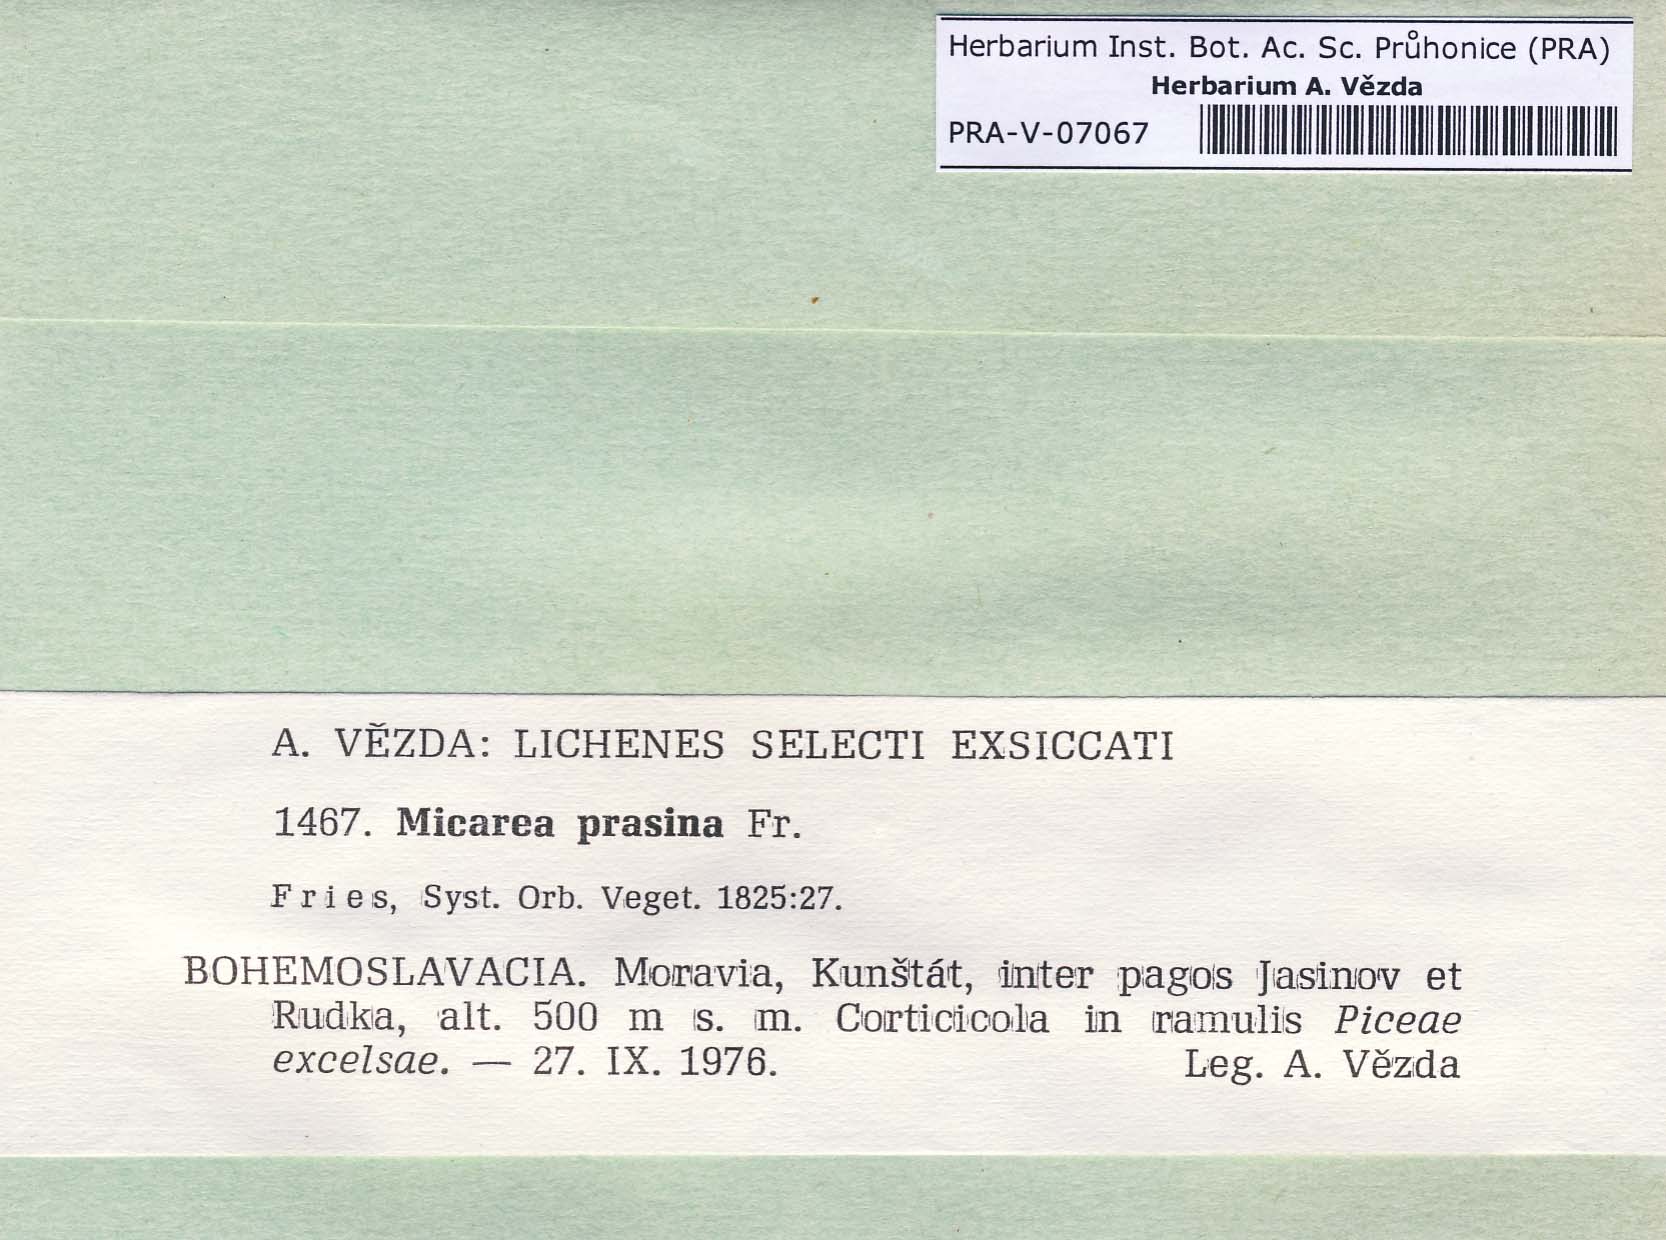 Herbarium Inst. Bot. Ac. Sc. Průhonice (PRA)
Herbarium A. Vězda
PRA-V-07067
A. VĚZDA: LICHENES SELECTI EXSICCATI
1467. Micarea prasina Fr.
Fries, Syst. Orb. Veget. 1825:27.
BOHEMOSLAVACIA. Moravia, Kunštát, inter pagos Jasinov et
Rudka, alt. 500 m s. m. Corticicola in ramulis Piceae
excelsae. — 27. IX. 1976. Leg. A. Vězda